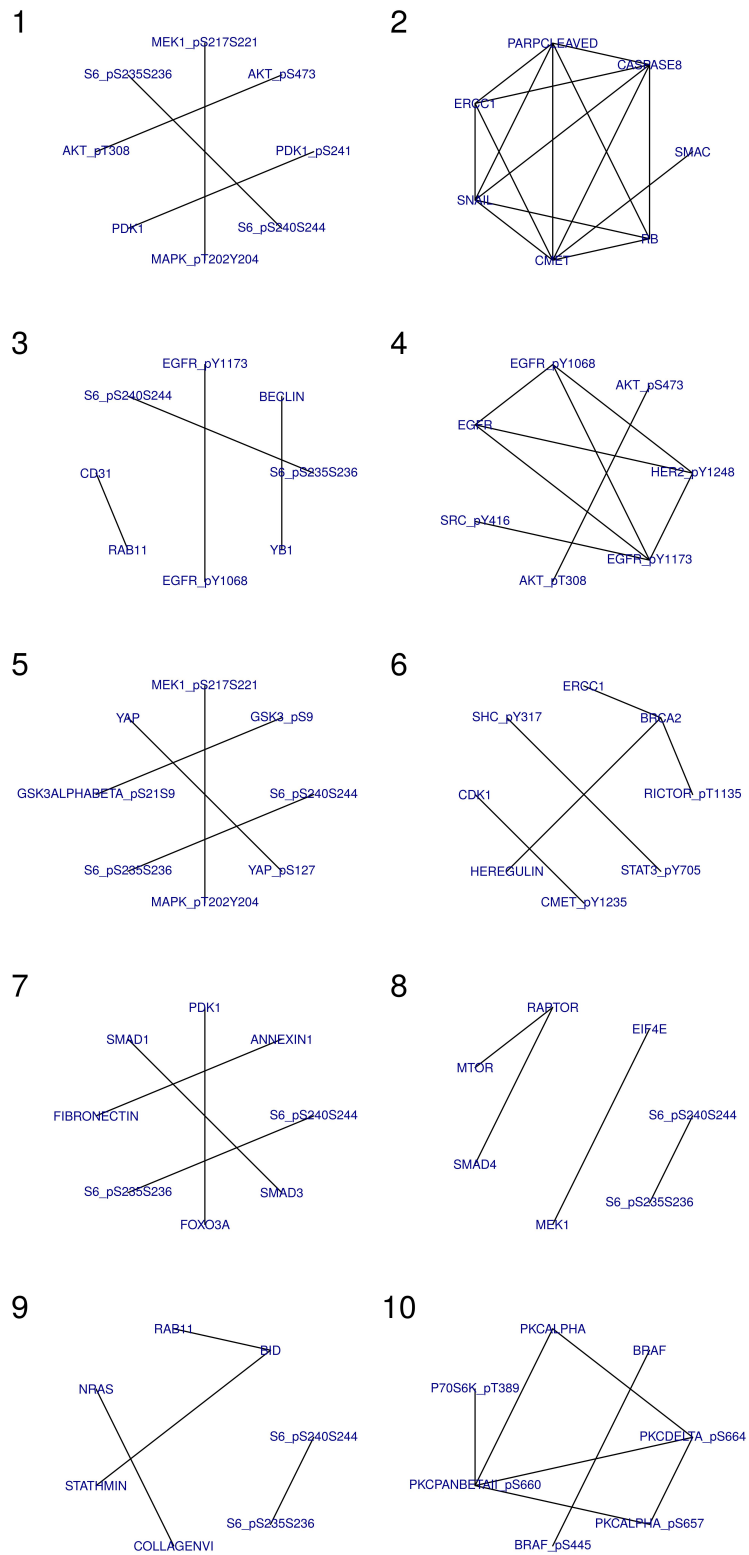 1
MEK1_pS217S221
S6_pS235S236
AKT_pS473
AKT_pT308
PDK1_pS241
PDK1
S6_pS240S244
MAPK_pT202Y204
2
PARPCLEAVED
CASPASE8
ERCC1
SMAC
SNAIL
RB
CMET
3
EGFR_pY1173
S6_pS240S244
BECLIN
CD31
S6_pS235S236
RAB11
YB1
EGFR_pY1068
4
EGFR_pY1068
AKT_pS473
EGFR
HER2_pY1248
SRC_pY416
EGFR_pY1173
AKT_pT308
5
MEK1_pS217S221
YAP
GSK3_pS9
GSK3ALPHABETA_pS21S9
S6_pS240S244
S6_pS235S236
YAP_pS127
MAPK_pT202Y204
6
ERCC1
SHC_pY317
BRCA2
CDK1
RICTOR_pT1135
HEREGULIN
STAT3_pY705
CMET_pY1235
7
PDK1
SMAD1
ANNEXIN1
FIBRONECTIN
S6_pS240S244
S6_pS235S236
SMAD3
FOXO3A
8
RAPTOR
EIF4E
MTOR
S6_pS240S244
SMAD4
S6_pS235S236
MEK1
9
RAB11
BID
NRAS
S6_pS240S244
STATHMIN
S6_pS235S236
COLLAGENVI
10
PKCALPHA
BRAF
P70S6K_pT389
PKCDELTA_pS664
PKCPANBETAII_pS660
PKCALPHA_pS657
BRAF_pS445